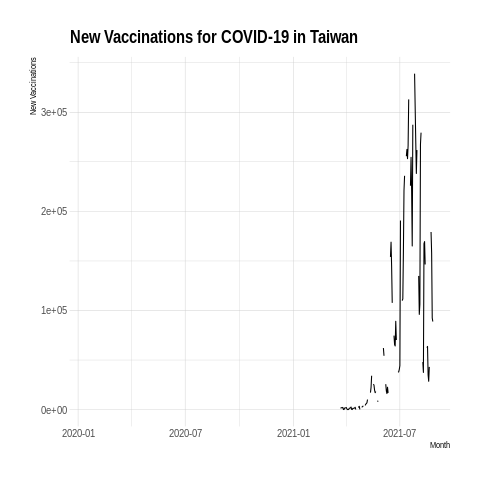 New Vaccinations for COVID-19 in Taiwan
New Vaccinations
3e+05
2e+05
1e+05
0e+00
2020-01 2020-07 2021-01 2021-07
Month